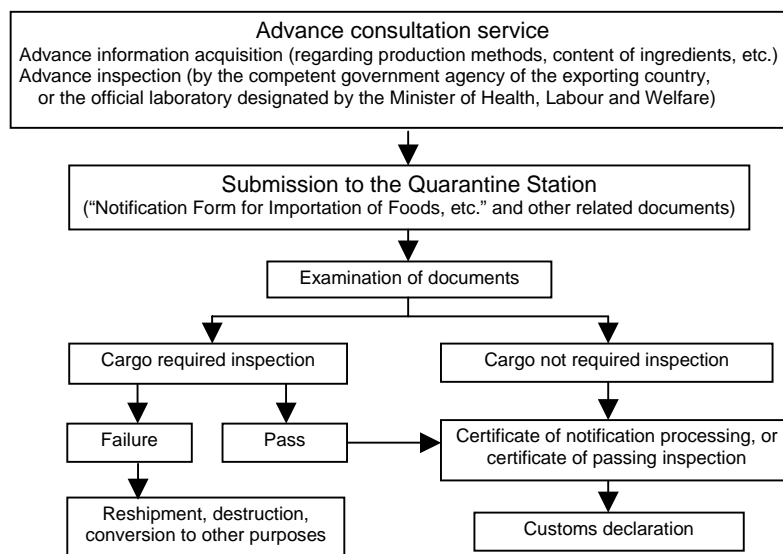 Advance consultation service
Advance information acquisition (regarding production methods, content of ingredients, etc.)
Advance inspection (by the competent government agency of the exporting country,
or the official laboratory designated by the Minister of Health, Labour and Welfare)
Submission to the Quarantine Station
(“Notification Form for Importation of Foods, etc.” and other related documents)
Examination of documents
Cargo required inspection
Cargo not required inspection
Failure
Pass
Certificate of notification processing, or
certificate of passing inspection
Reshipment, destruction,
conversion to other purposes
Customs declaration